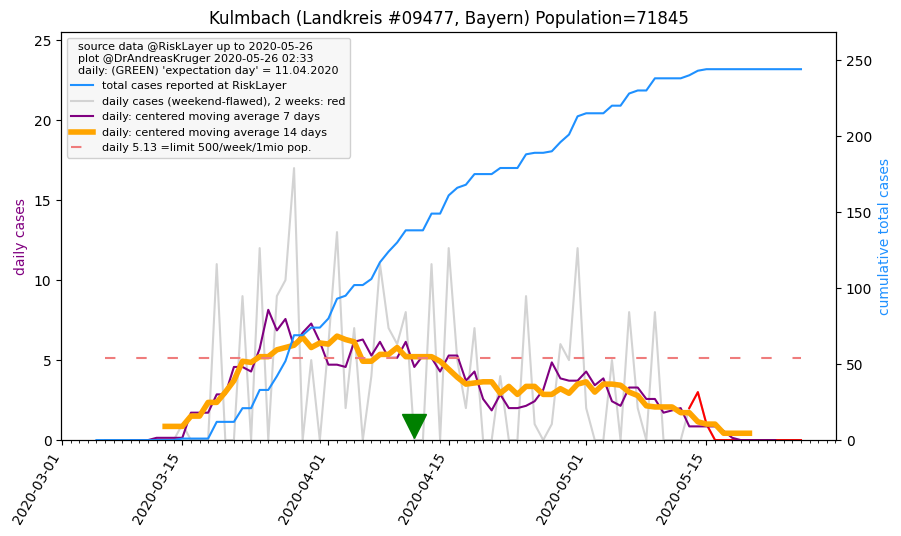 Kulmbach (Landkreis #09477, Bayern) Population=71845
source data @RiskLayer up to 2020-05-26
plot @DrAndreasKruger 2020-05-26 02:33
daily: (GREEN) 'expectation day' = 11.04.2020
total cases reported at RiskLayer
daily cases (weekend-flawed), 2 weeks: red
daily: centered moving average 7 days
daily: centered moving average 14 days
daily 5.13 =limit 500/week/1mio pop.
daily cases
25
20
15
10
5
0
cumulative total cases
250
200
150
100
50
0
2020-03-01
2020-03-15
2020-04-01
2020-04-15
2020-05-01
2020-05-15